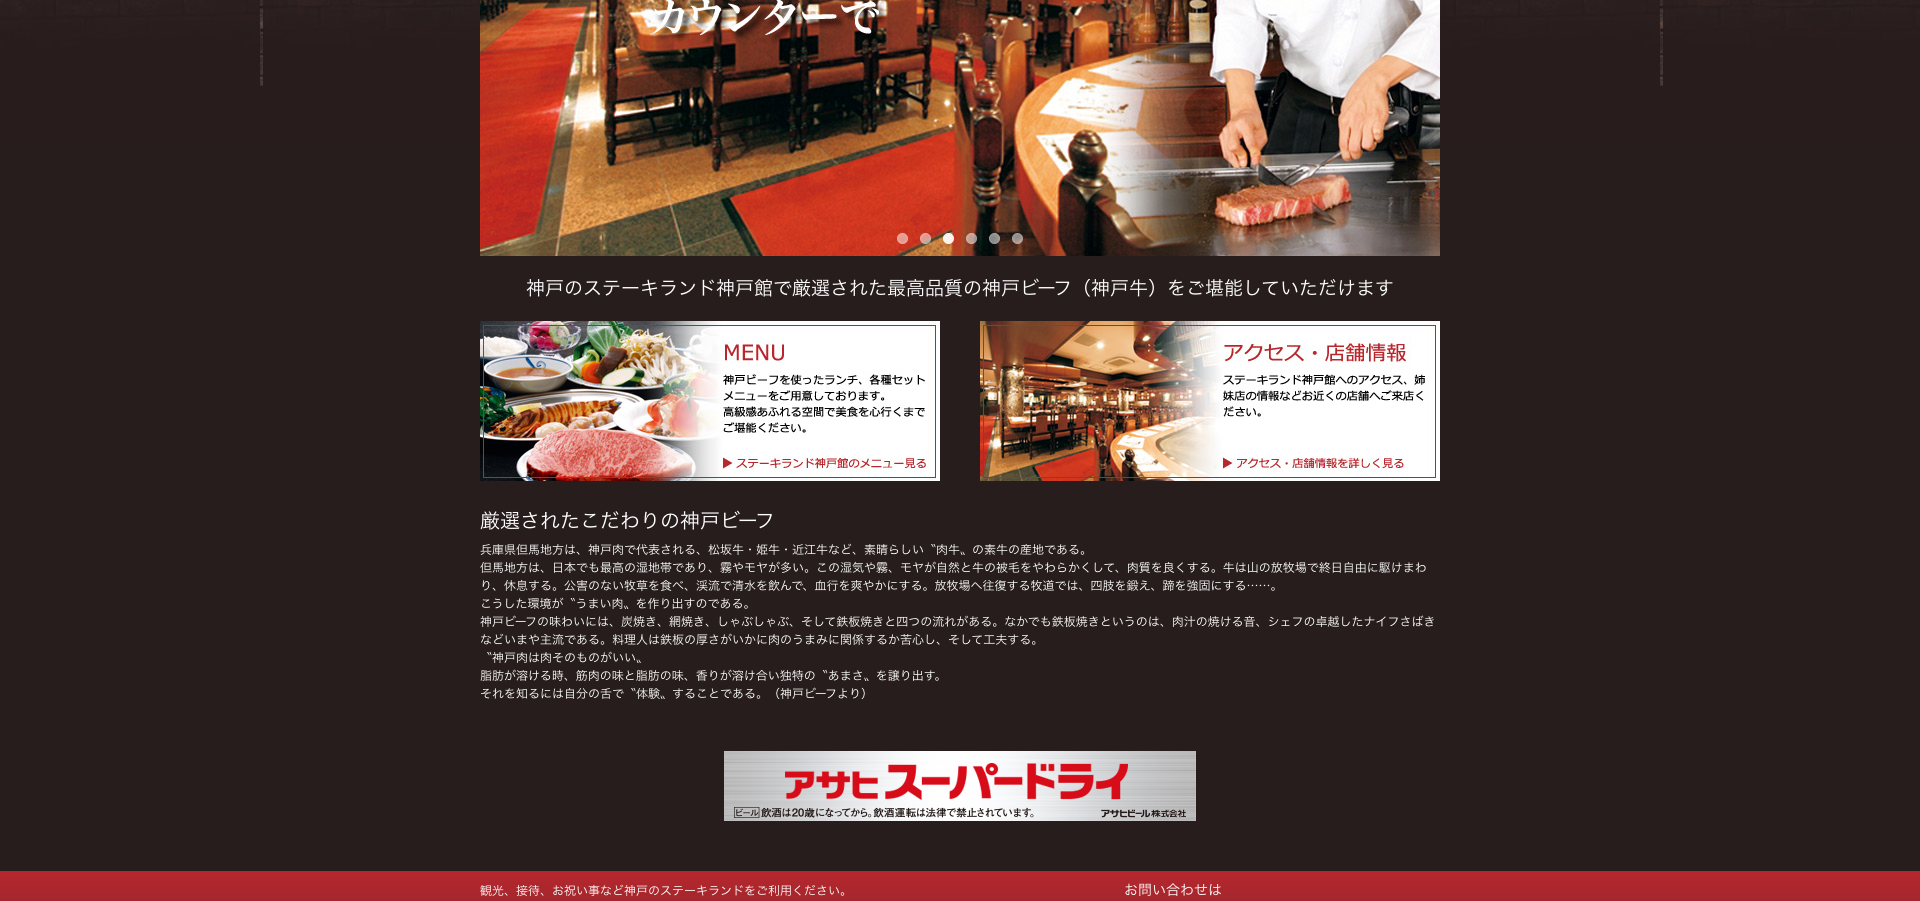 カウンターで
神戸のステーキランド神戸館で厳選された最高品質の神戸ビーフ（神戸牛）をご堪能していただけます
MENU
神戸ビーフを使ったランチ、各種セット
メニューをご用意しております。
高級感あふれる空間で美食を心行くまで
ご堪能ください。
▶ ステーキランド神戸館のメニュー見る
アクセス・店舗情報
ステーキランド神戸館へのアクセス、姉
妹店の情報などお近くの店舗へご来店く
ださい。
▶ アクセス・店舗情報を詳しく見る
厳選されたこだわりの神戸ビーフ
兵庫県但馬地方は、神戸肉で代表される、松坂牛・姫牛・近江牛など、素晴らしい〝肉牛〟の素牛の産地である。
但馬地方は、日本でも最高の湿地帯であり、霧やモヤが多い。この湿気や霧、モヤが自然と牛の被毛をやわらかくして、肉質を良くする。牛は山の放牧場で終日自由に駆けまわ
り、休息する。公害のない牧草を食べ、渓流で清水を飲んで、血行を爽やかにする。放牧場へ往復する牧道では、四肢を鍛え、蹄を強固にする……。
こうした環境が〝うまい肉〟を作り出すのである。
神戸ビーフの味わいには、炭焼き、網焼き、しゃぶしゃぶ、そして鉄板焼きと四つの流れがある。なかでも鉄板焼きというのは、肉汁の焼ける音、シェフの卓越したナイフさばき
などいまや主流である。料理人は鉄板の厚さがいかに肉のうまみに関係するか苦心し、そして工夫する。
〝神戸肉は肉そのものがいい〟
脂肪が溶ける時、筋肉の味と脂肪の味、香りが溶け合い独特の〝あまさ〟を譲り出す。
それを知るには自分の舌で〝体験〟することである。（神戸ビーフより）
アサヒスーパードライ
ビール 飲酒は20歳になってから。飲酒運転は法律で禁止されています。 アサヒビール株式会社
観光、接待、お祝い事など神戸のステーキランドをご利用ください。
お問い合わせは